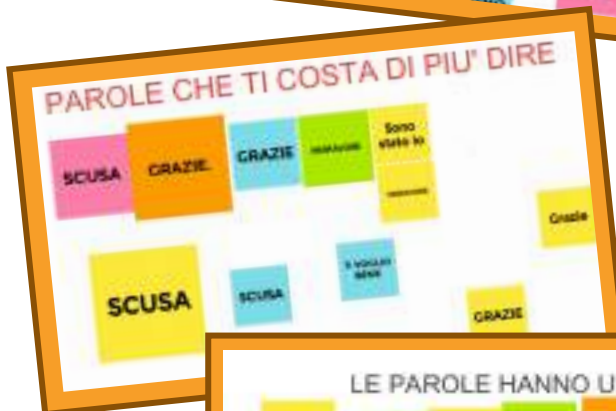 PAROLE CHE TI COSTA DI PIU' DIRE
SCUSA
GRAZIE.
GRAZIE
Sono
stato io
Grazie
SCUSA
SCUSA
BENE
GRAZIE
LE PAROLE HANNO U